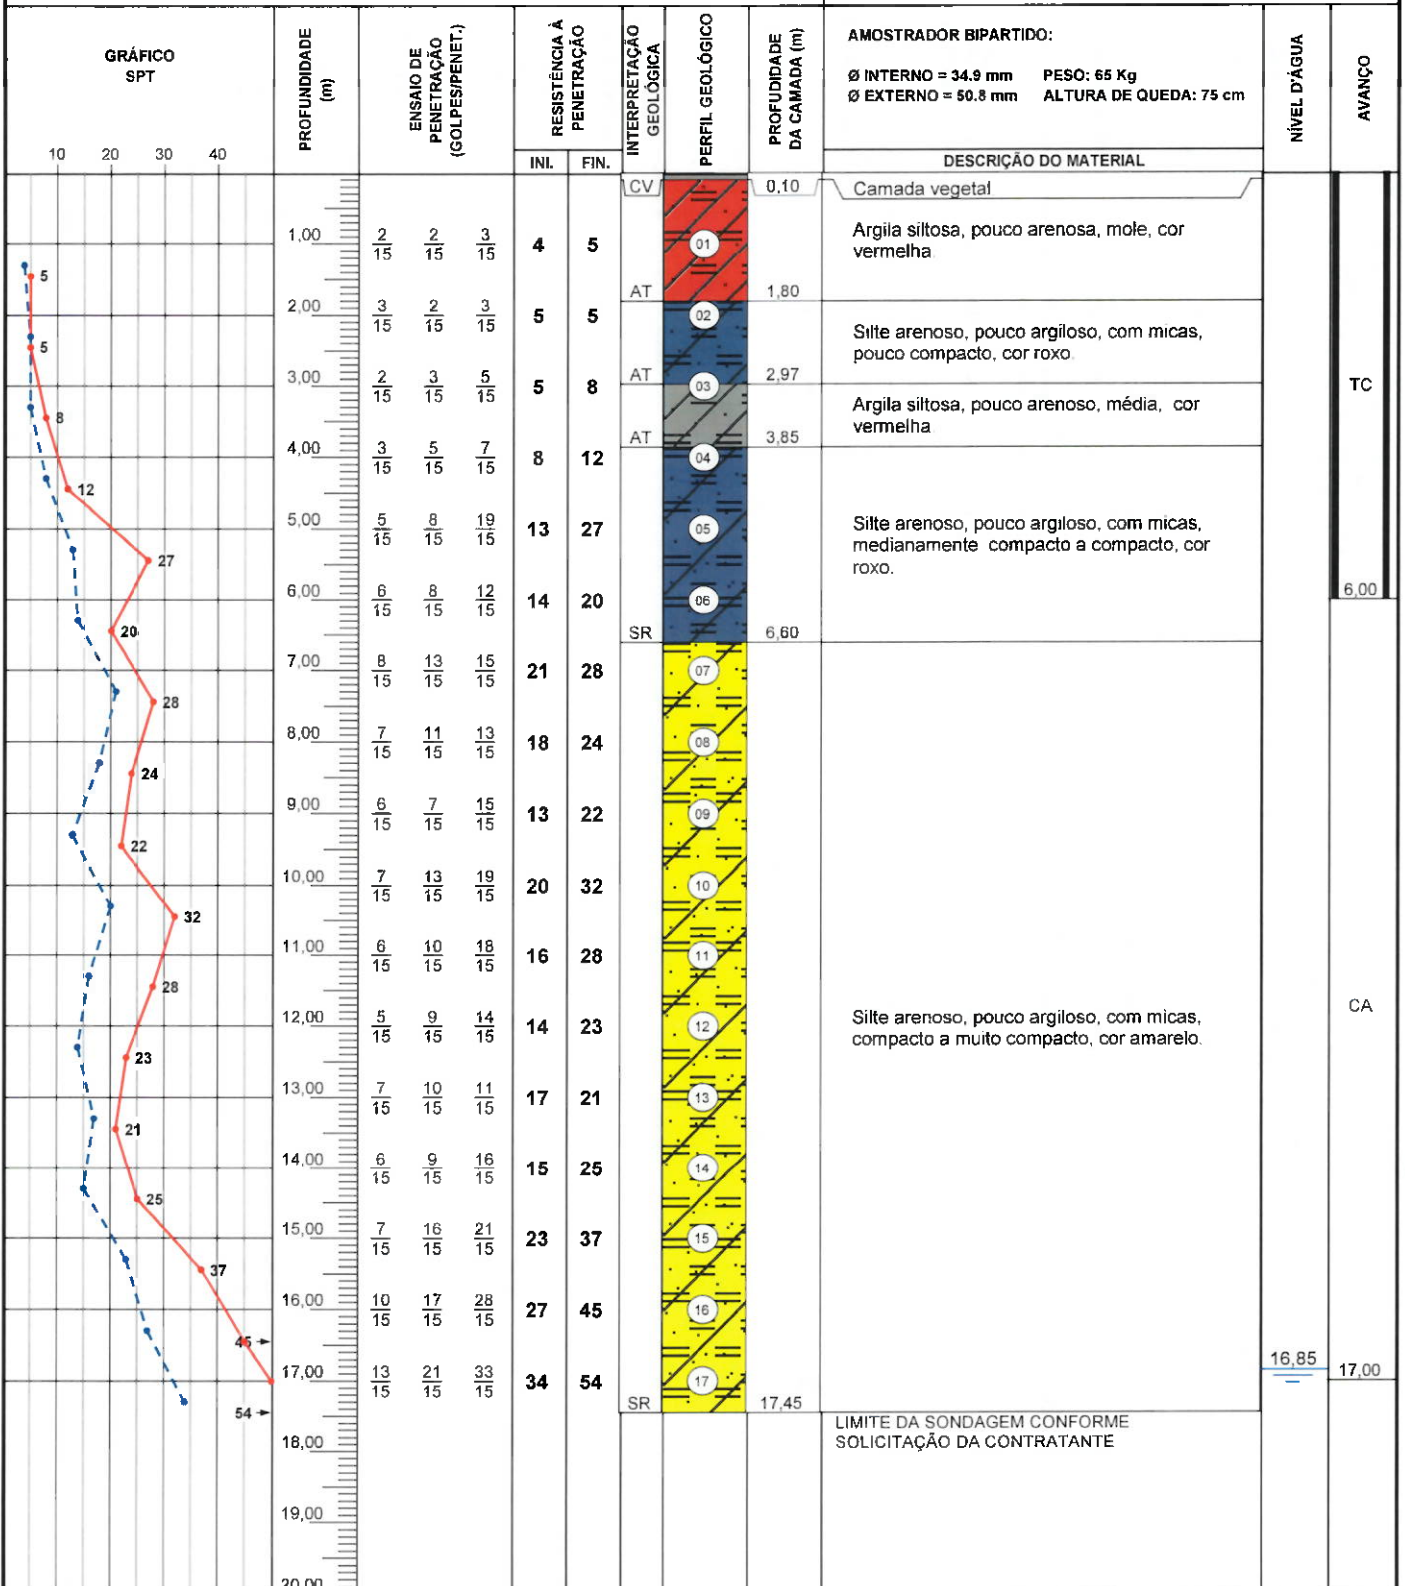 GRÁFICO
SPT
10 20 30 40
PROFUNDIDADE
(m)
ENSAIO DE
PENETRAÇÃO
(GOLPES/PENET.)
RESISTÊNCIA À
PENETRAÇÃO
INI. FIN.
INTERPRETAÇÃO
GEOLÓGICA
PERFIL GEOLÓGICO
PROFUDIDADE
DA CAMADA (m)
AMOSTRADOR BIPARTIDO:
Ø INTERNO = 34.9 mm PESO: 65 Kg
Ø EXTERNO = 50.8 mm ALTURA DE QUEDA: 75 cm
DESCRIÇÃO DO MATERIAL
NÍVEL D'ÁGUA
AVANÇO
CV 0,10 Camada vegetal
1,00 2/15 2/15 3/15 4 5 01
Argila siltosa, pouco arenosa, mole, cor
vermelha
5
AT 1,80
2,00 3/15 2/15 3/15 5 5 02
Silte arenoso, pouco argiloso, com micas,
pouco compacto, cor roxo.
5
AT 2,97
3,00 2/15 3/15 5/15 5 8 03
TC
Argila siltosa, pouco arenoso, média, cor
vermelha
8
AT 3,85
4,00 3/15 5/15 7/15 8 12 04
12
5,00 5/15 8/15 19/15 13 27 05
Silte arenoso, pouco argiloso, com micas,
medianamente compacto a compacto, cor
roxo.
27
6,00 6/15 8/15 12/15 14 20 06
6,00
20
SR 6,60
7,00 8/15 13/15 15/15 21 28 07
28
8,00 7/15 11/15 13/15 18 24 08
24
9,00 6/15 7/15 15/15 13 22 09
22
10,00 7/15 13/15 19/15 20 32 10
32
11,00 6/15 10/15 18/15 16 28 11
28
CA
12,00 5/15 9/15 14/15 14 23 12
Silte arenoso, pouco argiloso, com micas,
compacto a muito compacto, cor amarelo.
23
13,00 7/15 10/15 11/15 17 21 13
21
14,00 6/15 9/15 16/15 15 25 14
25
15,00 7/15 16/15 21/15 23 37 15
37
16,00 10/15 17/15 28/15 27 45 16
45
16,85
17,00 13/15 21/15 33/15 34 54 17
17,00
SR 17,45
54
LIMITE DA SONDAGEM CONFORME
SOLICITAÇÃO DA CONTRATANTE
18,00
19,00
20,00